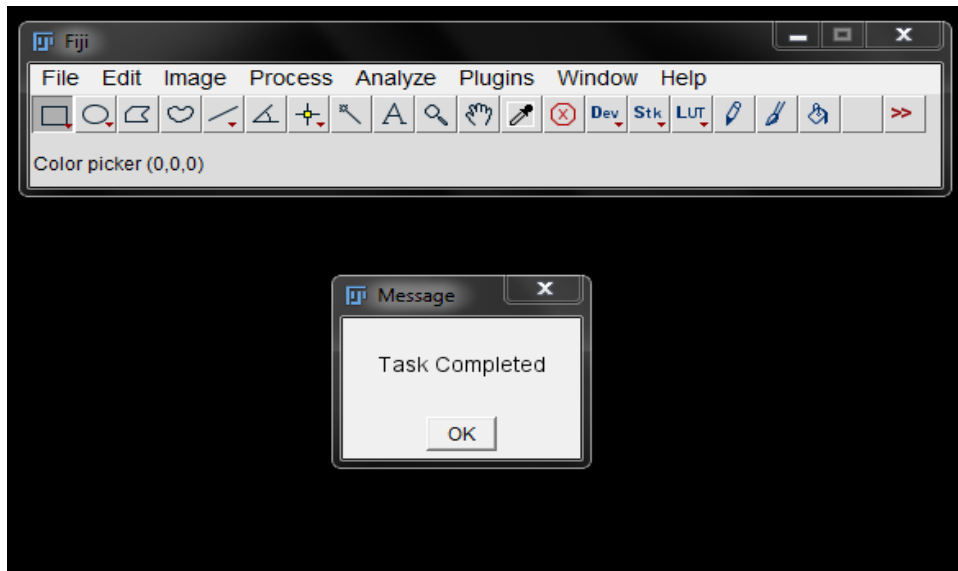 Fiji
File Edit Image Process Analyze Plugins Window Help
A Dev Stk LUT >>
Color picker (0,0,0)
Message
Task Completed
OK